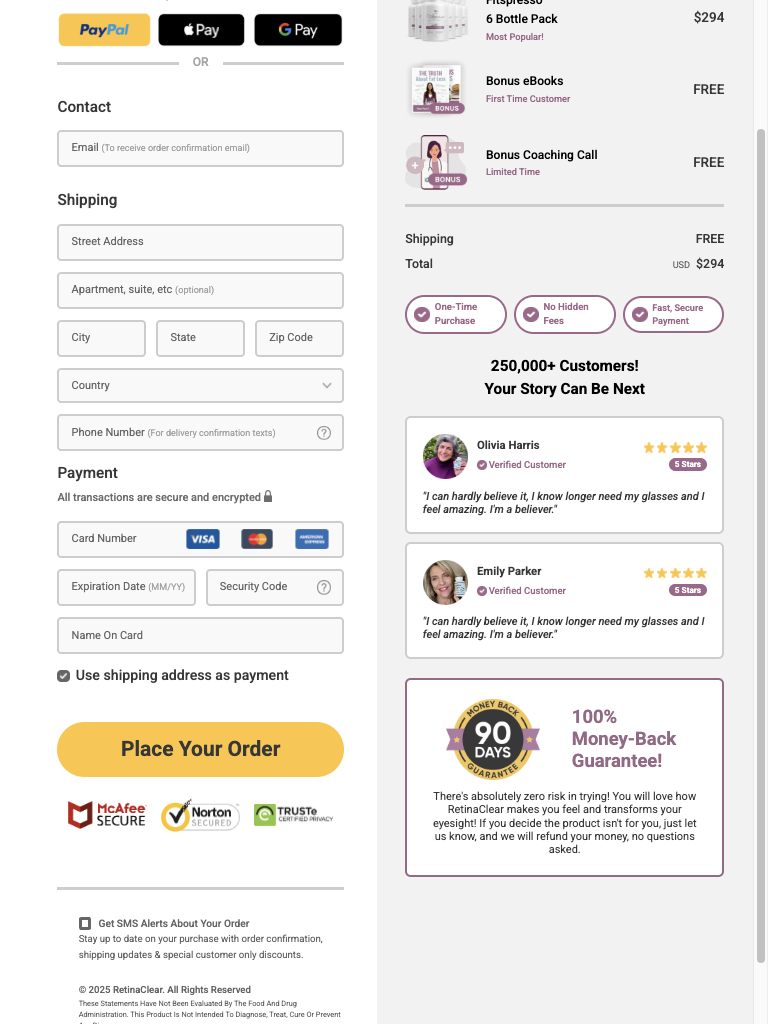 PayPal
Pay
G Pay
OR
Contact
Email (To receive order confirmation email)
Shipping
Street Address
Apartment, suite, etc (optional)
City
State
Zip Code
Country
Phone Number (For delivery confirmation texts)
?
Payment
All transactions are secure and encrypted
Card Number
VISA
Expiration Date (MM/YY)
Security Code
?
Name On Card
Use shipping address as payment
Place Your Order
McAfee
SECURE
Norton
SECURED
TRUSTe
CERTIFIED PRIVACY
Get SMS Alerts About Your Order
Stay up to date on your purchase with order confirmation,
shipping updates & special customer only discounts.
© 2025 RetinaClear. All Rights Reserved
These Statements Have Not Been Evaluated By The Food And Drug
Administration. This Product Is Not Intended To Diagnose, Treat, Cure Or Prevent
Fitspresso
6 Bottle Pack
Most Popular!
$294
THE TRUTH
BONUS
Bonus eBooks
First Time Customer
FREE
BONUS
Bonus Coaching Call
Limited Time
FREE
Shipping
FREE
Total
USD $294
One-Time
Purchase
No Hidden
Fees
Fast, Secure
Payment
250,000+ Customers!
Your Story Can Be Next
Olivia Harris
Verified Customer
5 Stars
"I can hardly believe it, I know longer need my glasses and I
feel amazing. I'm a believer."
Emily Parker
Verified Customer
5 Stars
"I can hardly believe it, I know longer need my glasses and I
feel amazing. I'm a believer."
MONEY BACK
90
DAYS
GUARANTEE
100%
Money-Back
Guarantee!
There's absolutely zero risk in trying! You will love how
RetinaClear makes you feel and transforms your
eyesight! If you decide the product isn't for you, just let
us know, and we will refund your money, no questions
asked.